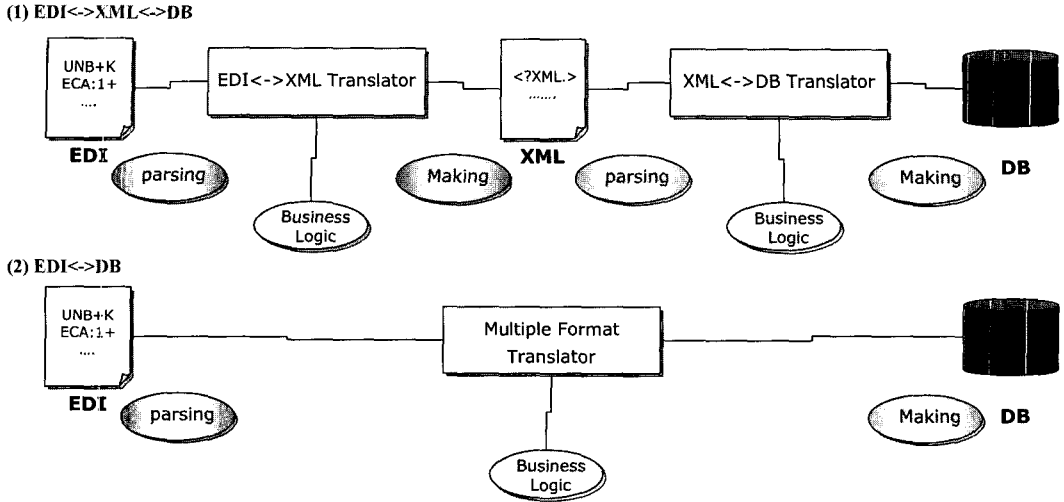 (1) EDI<->XML<->DB
UNB+K
ECA:1+
....
EDI<->XML Translator
<?XML.>
.......
XML<->DB Translator
EDI
XML
DB
parsing
Making
parsing
Making
Business
Logic
Business
Logic
(2) EDI<->DB
UNB+K
ECA:1+
....
Multiple Format
Translator
EDI
DB
parsing
Making
Business
Logic